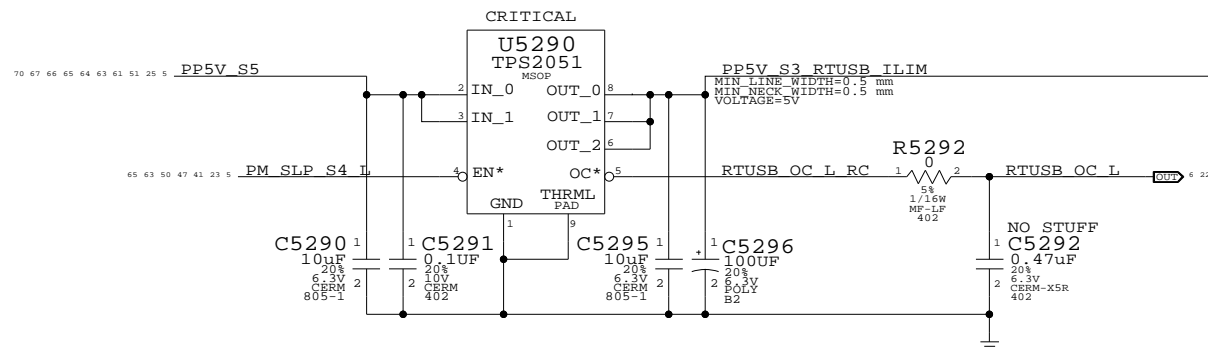 CRITICAL
U5290
TPS2051
MSOP
70 67 66 65 64 63 61 51 25 5
PP5V_S5
PP5V_S3_RTUSB_ILIM
MIN_LINE_WIDTH=0.5 mm
MIN_NECK_WIDTH=0.5 mm
VOLTAGE=5V
2 IN_0
OUT_0 8
3 IN_1
OUT_1 7
OUT_2 6
65 63 50 47 41 23 5
PM_SLP_S4_L
4 EN*
OC* 5
RTUSB_OC_L_RC
R5292
0
1 2
5%
1/16W
MF-LF
402
RTUSB_OC_L
OUT
6 22
GND
THRML
PAD
1
9
C5290
10uF
20%
6.3V
CERM
805-1
1
2
C5291
0.1UF
20%
10V
CERM
402
1
2
C5295
10uF
20%
6.3V
CERM
805-1
1
2
C5296
100UF
20%
6.3V
POLY
B2
1
2
+
NO STUFF
C5292
0.47uF
20%
6.3V
CERM-X5R
402
1
2